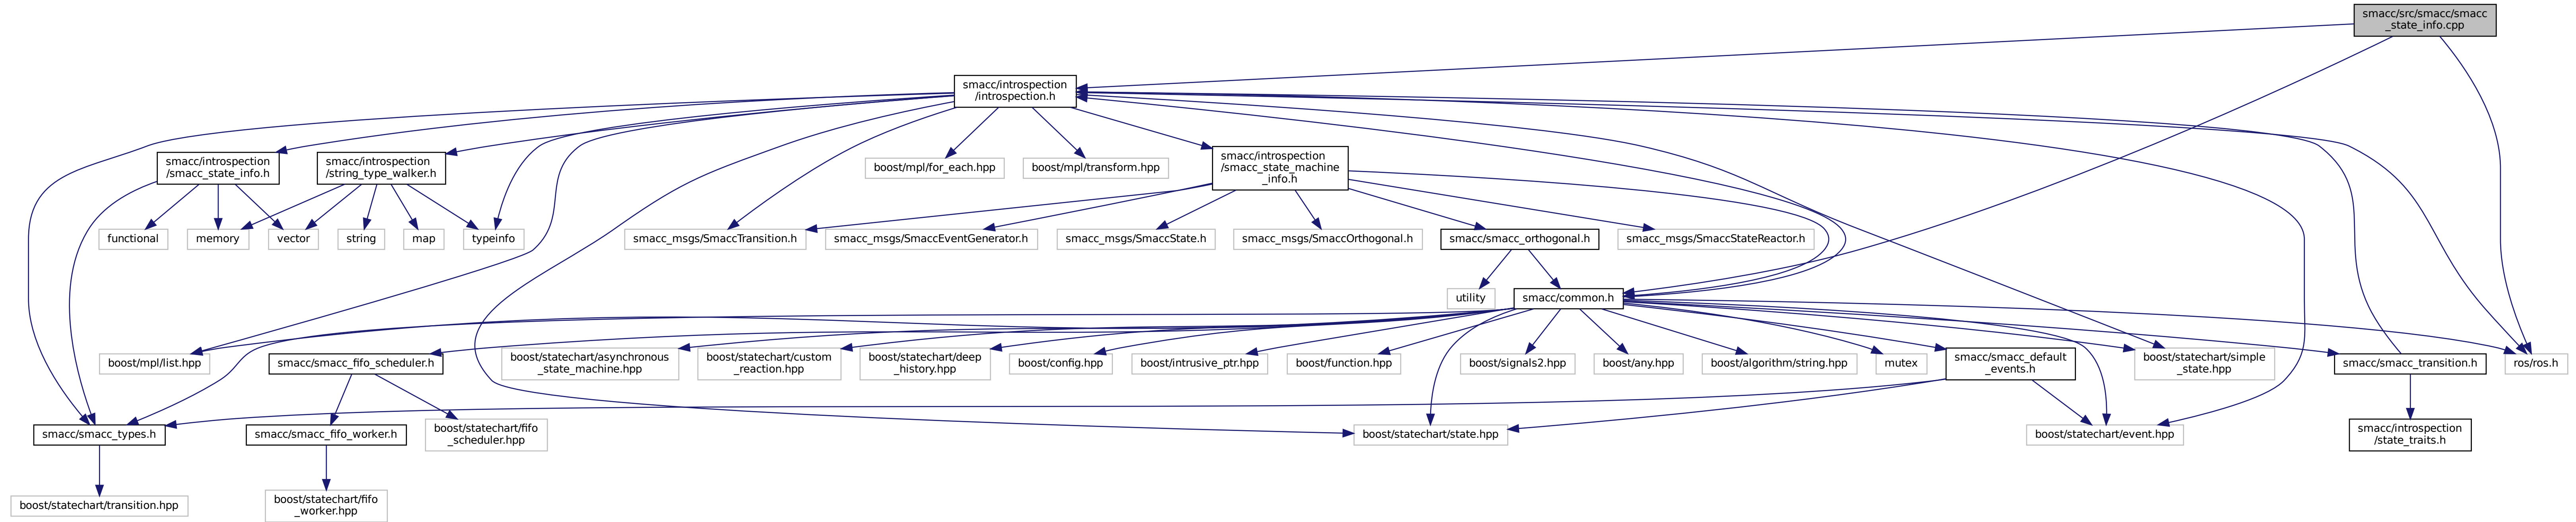 smacc/src/smacc/smacc
_state_info.cpp
smacc/introspection
/introspection.h
smacc/introspection
/smacc_state_info.h
smacc/introspection
/string_type_walker.h
boost/mpl/for_each.hpp
boost/mpl/transform.hpp
smacc/introspection
/smacc_state_machine
_info.h
functional
memory
vector
string
map
typeinfo
smacc_msgs/SmaccTransition.h
smacc_msgs/SmaccEventGenerator.h
smacc_msgs/SmaccState.h
smacc_msgs/SmaccOrthogonal.h
smacc/smacc_orthogonal.h
smacc_msgs/SmaccStateReactor.h
utility
smacc/common.h
boost/mpl/list.hpp
smacc/smacc_fifo_scheduler.h
boost/statechart/asynchronous
_state_machine.hpp
boost/statechart/custom
_reaction.hpp
boost/statechart/deep
_history.hpp
boost/config.hpp
boost/intrusive_ptr.hpp
boost/function.hpp
boost/signals2.hpp
boost/any.hpp
boost/algorithm/string.hpp
mutex
smacc/smacc_default
_events.h
boost/statechart/simple
_state.hpp
smacc/smacc_transition.h
ros/ros.h
smacc/smacc_types.h
smacc/smacc_fifo_worker.h
boost/statechart/fifo
_scheduler.hpp
boost/statechart/state.hpp
boost/statechart/event.hpp
smacc/introspection
/state_traits.h
boost/statechart/transition.hpp
boost/statechart/fifo
_worker.hpp